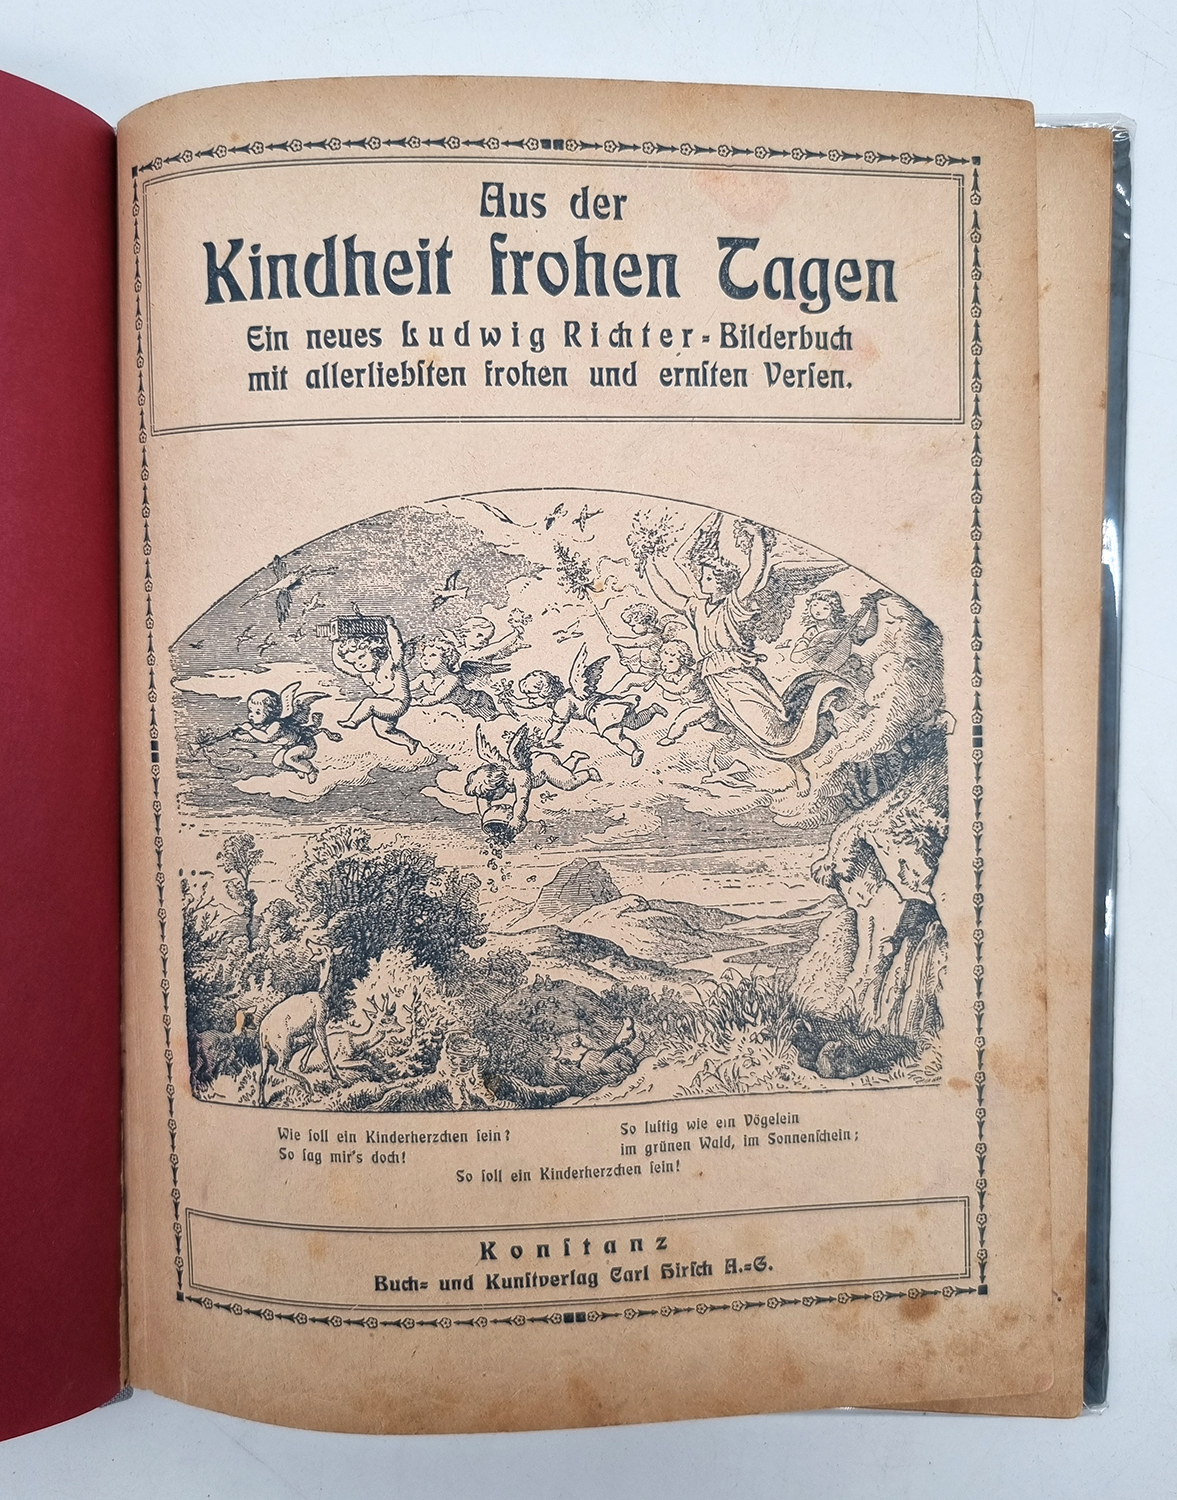 Aus der
Kindheit frohen Tagen
Ein neues Ludwig Richter-Bilderbuch
mit allerliebſten frohen und ernſten Verſen.
Wie ſoll ein Kinderherzchen ſein?
So ſag mir's doch!
So luſtig wie ein Vögelein
im grünen Wald, im Sonnenſchein;
So ſoll ein Kinderherzchen ſein!
Konſtanz
Buch- und Kunſtverlag Carl Hirſch A.-G.